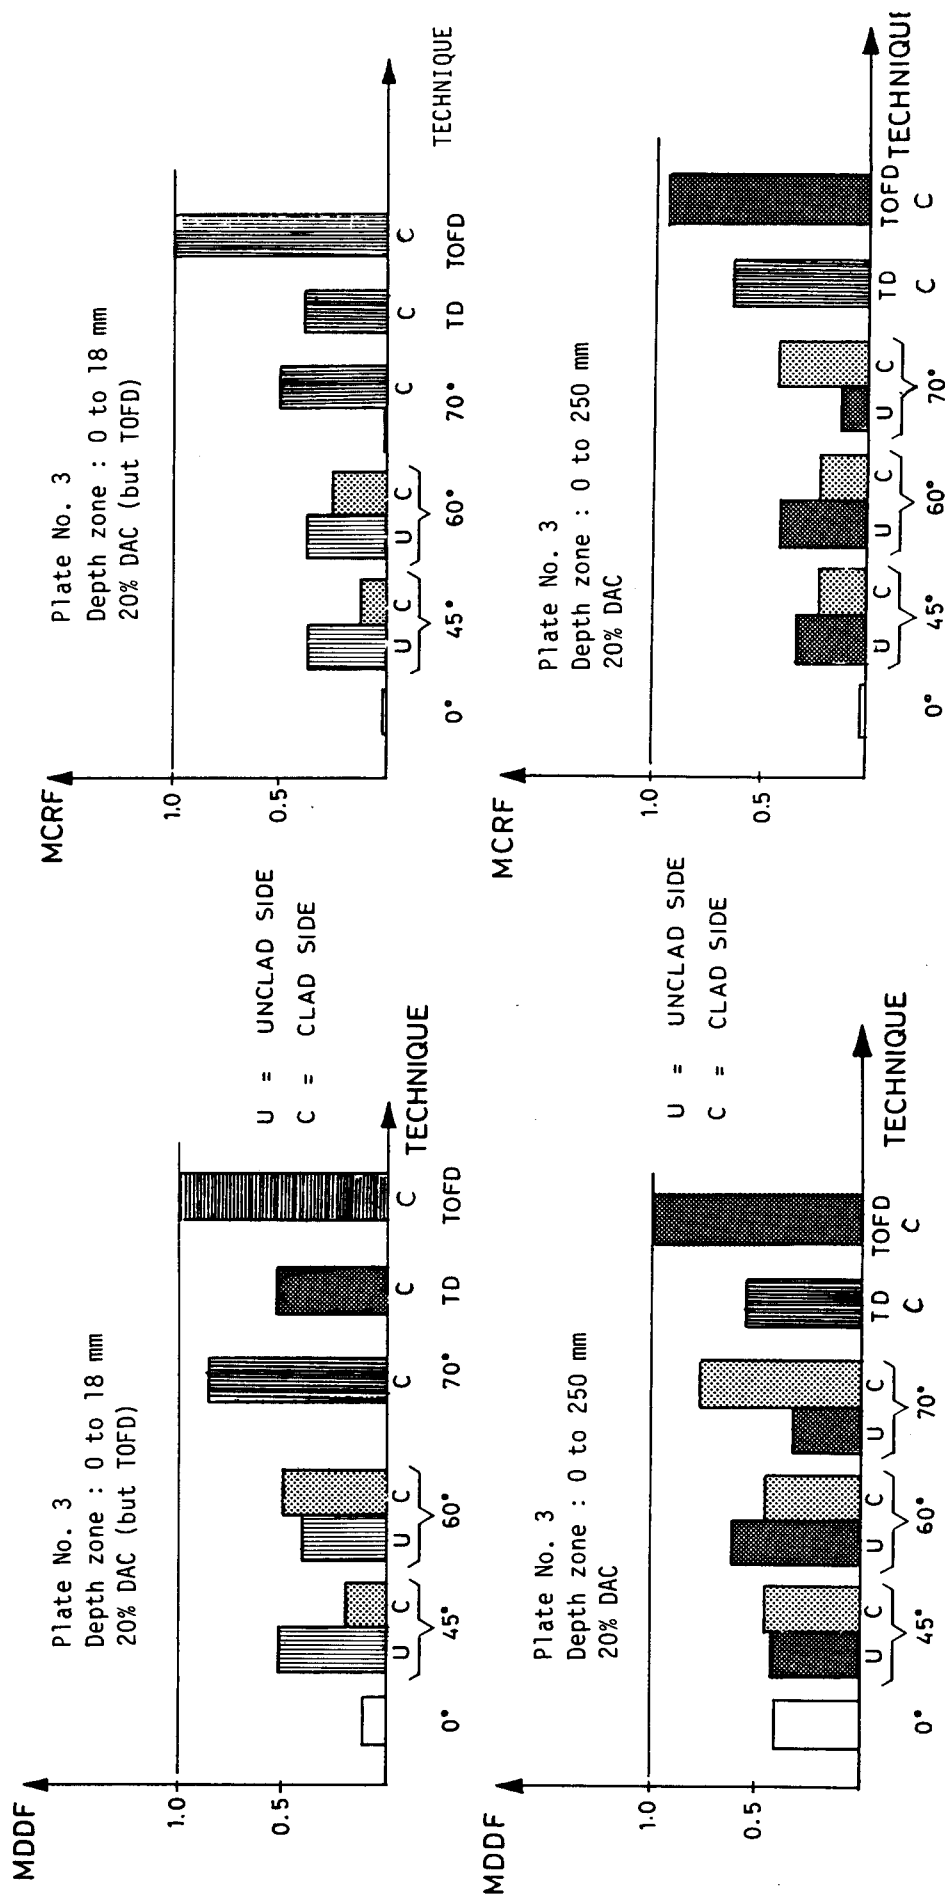 MDDF
1.0
0.5
Plate No. 3
Depth zone : 0 to 18 mm
20% DAC (but TOFD)
U C U C C C C
0° 45° 60° 70° TD TOFD
TECHNIQUE
U = UNCLAD SIDE
C = CLAD SIDE
MCRF
1.0
0.5
Plate No. 3
Depth zone : 0 to 18 mm
20% DAC (but TOFD)
U C U C C C C
0° 45° 60° 70° TD TOFD
TECHNIQUE
MDDF
1.0
0.5
Plate No. 3
Depth zone : 0 to 250 mm
20% DAC
U C U C U C TD TOFD
0° 45° 60° 70° C C
TECHNIQUE
U = UNCLAD SIDE
C = CLAD SIDE
MCRF
1.0
0.5
Plate No. 3
Depth zone : 0 to 250 mm
20% DAC
U C U C U C TD TOFD TECHNIQU
0° 45° 60° 70° C C